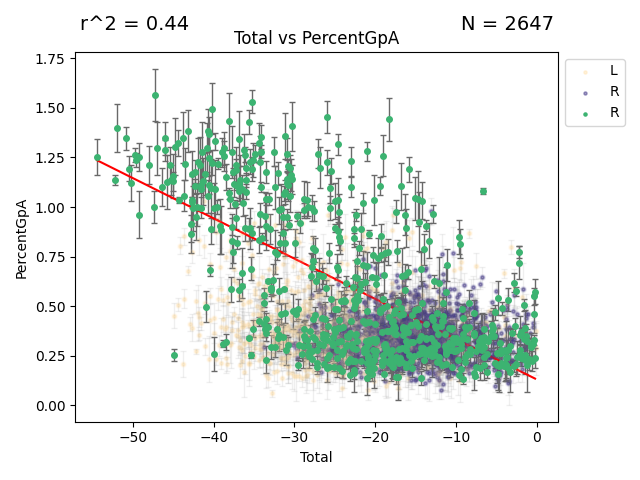 r^2 = 0.44
N = 2647
Total vs PercentGpA
1.75
1.50
1.25
1.00
0.75
0.50
0.25
0.00
PercentGpA
−50
−40
−30
−20
−10
0
Total
L
R
R